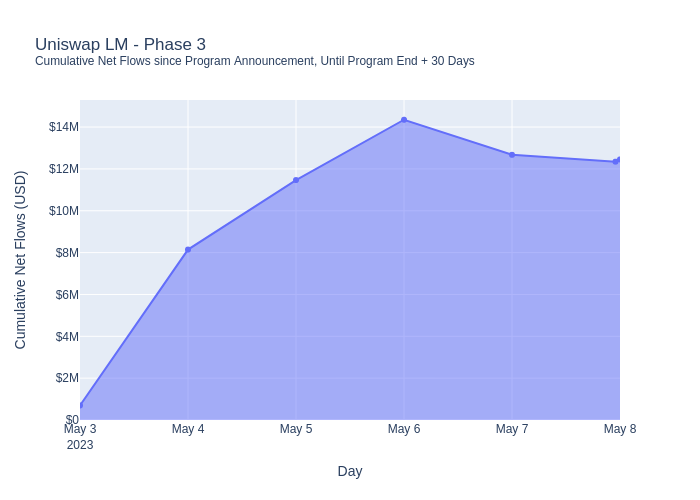 Uniswap LM - Phase 3
Cumulative Net Flows since Program Announcement, Until Program End + 30 Days
Cumulative Net Flows (USD)
$14M
$12M
$10M
$8M
$6M
$4M
$2M
$0
May 3 May 4 May 5 May 6 May 7 May 8
2023
Day